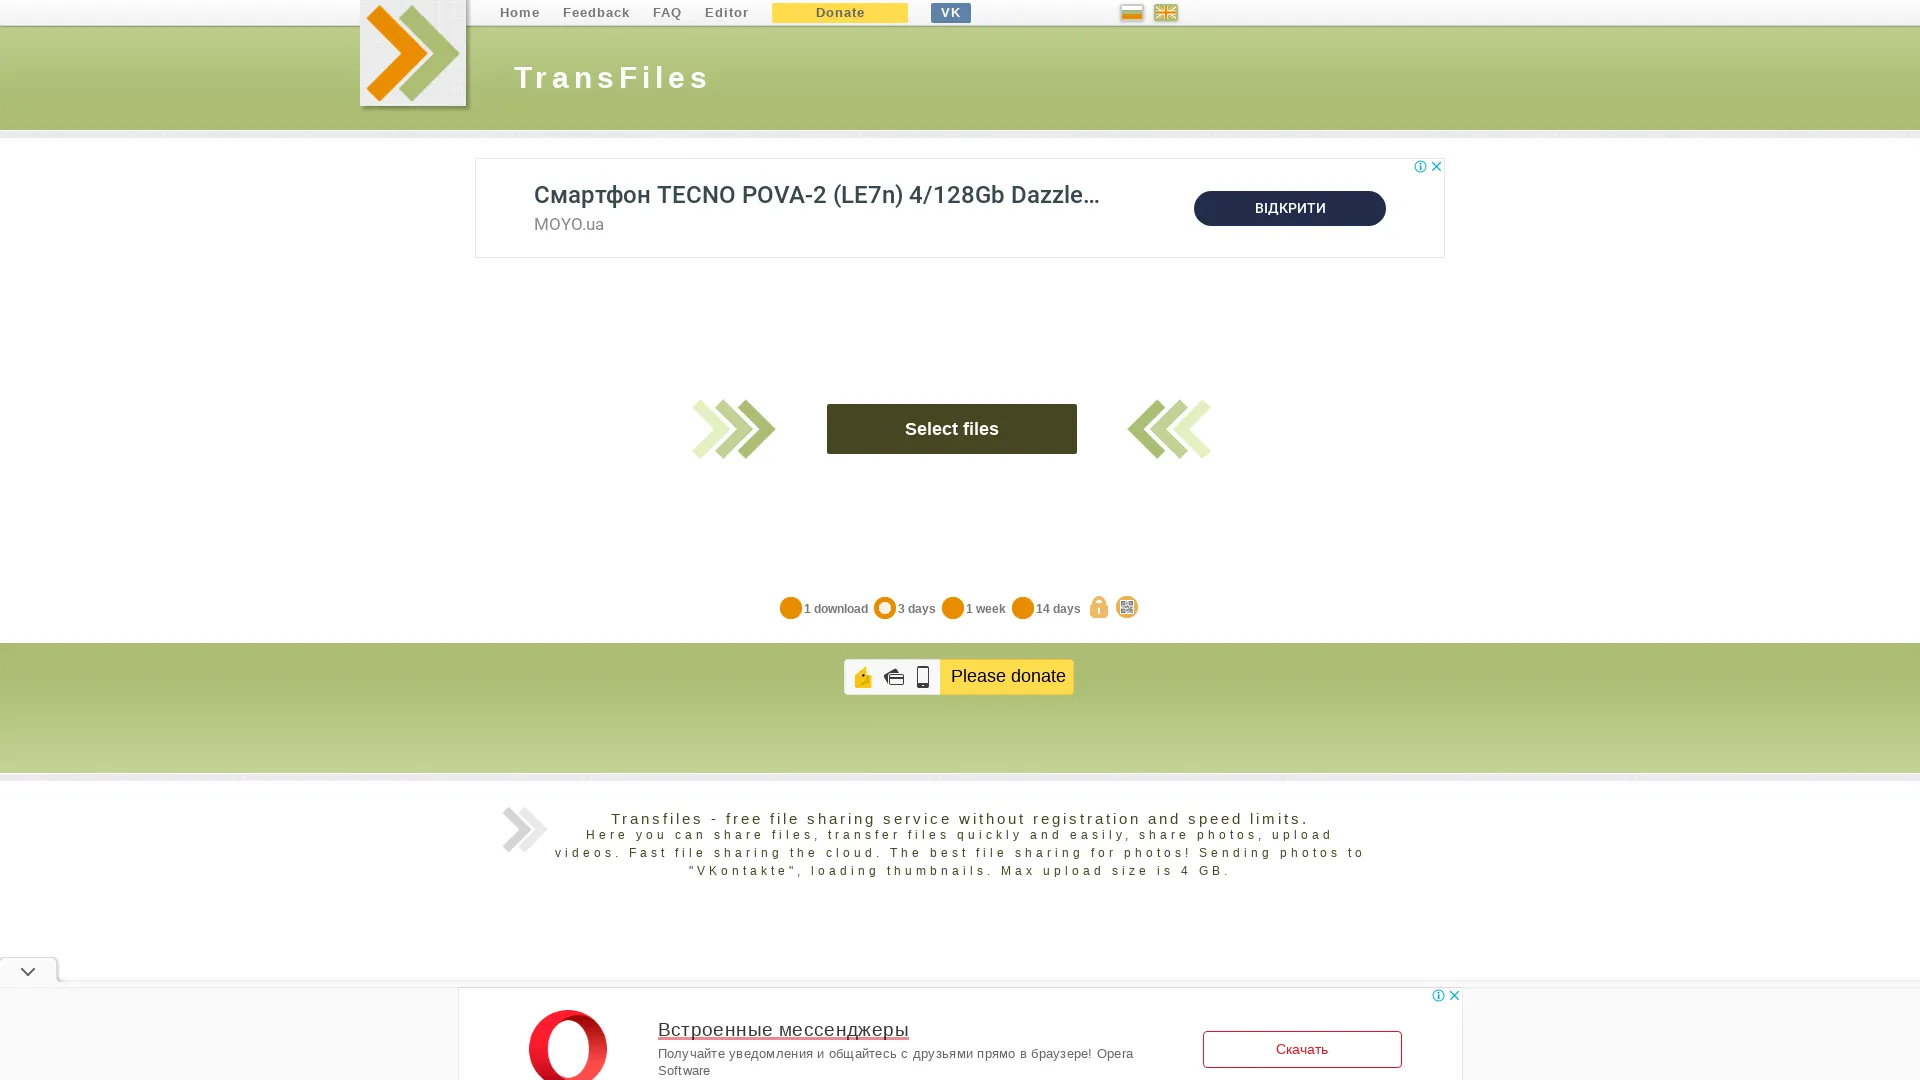 Home Feedback FAQ Editor Donate VK
TransFiles
Смартфон TECNO POVA-2 (LE7n) 4/128Gb Dazzle...
MOYO.ua
ВІДКРИТИ
Select files
1 download 3 days 1 week 14 days
Please donate
Transfiles - free file sharing service without registration and speed limits.
Here you can share files, transfer files quickly and easily, share photos, upload
videos. Fast file sharing the cloud. The best file sharing for photos! Sending photos to
"VKontakte", loading thumbnails. Max upload size is 4 GB.
Встроенные мессенджеры
Получайте уведомления и общайтесь с друзьями прямо в браузере! Opera
Software
Скачать